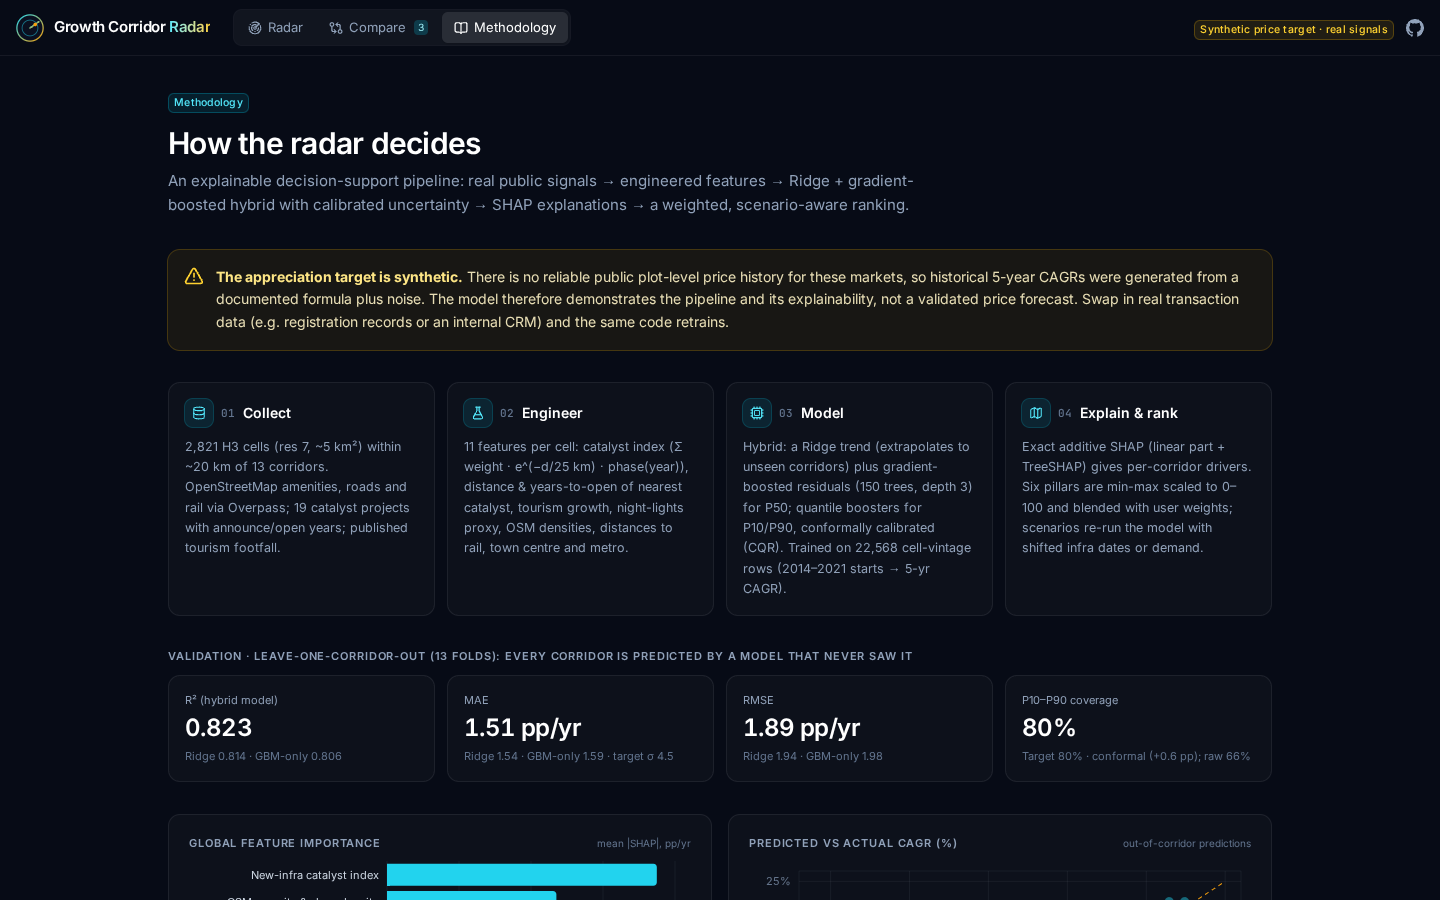 Growth Corridor Radar
Radar
Compare 3
Methodology
Synthetic price target · real signals
Methodology
How the radar decides
An explainable decision-support pipeline: real public signals → engineered features → Ridge + gradient-
boosted hybrid with calibrated uncertainty → SHAP explanations → a weighted, scenario-aware ranking.
The appreciation target is synthetic. There is no reliable public plot-level price history for these markets, so historical 5-year CAGRs were generated from a
documented formula plus noise. The model therefore demonstrates the pipeline and its explainability, not a validated price forecast. Swap in real transaction
data (e.g. registration records or an internal CRM) and the same code retrains.
01 Collect
2,821 H3 cells (res 7, ~5 km²) within
~20 km of 13 corridors.
OpenStreetMap amenities, roads and
rail via Overpass; 19 catalyst projects
with announce/open years; published
tourism footfall.
02 Engineer
11 features per cell: catalyst index (Σ
weight · e^(−d/25 km) · phase(year)),
distance & years-to-open of nearest
catalyst, tourism growth, night-lights
proxy, OSM densities, distances to
rail, town centre and metro.
03 Model
Hybrid: a Ridge trend (extrapolates to
unseen corridors) plus gradient-
boosted residuals (150 trees, depth 3)
for P50; quantile boosters for
P10/P90, conformally calibrated
(CQR). Trained on 22,568 cell-vintage
rows (2014–2021 starts → 5-yr
CAGR).
04 Explain & rank
Exact additive SHAP (linear part +
TreeSHAP) gives per-corridor drivers.
Six pillars are min-max scaled to 0–
100 and blended with user weights;
scenarios re-run the model with
shifted infra dates or demand.
VALIDATION · LEAVE-ONE-CORRIDOR-OUT (13 FOLDS): EVERY CORRIDOR IS PREDICTED BY A MODEL THAT NEVER SAW IT
R² (hybrid model)
0.823
Ridge 0.814 · GBM-only 0.806
MAE
1.51 pp/yr
Ridge 1.54 · GBM-only 1.59 · target σ 4.5
RMSE
1.89 pp/yr
Ridge 1.94 · GBM-only 1.98
P10–P90 coverage
80%
Target 80% · conformal (+0.6 pp); raw 66%
GLOBAL FEATURE IMPORTANCE
mean |SHAP|, pp/yr
New-infra catalyst index
PREDICTED VS ACTUAL CAGR (%)
out-of-corridor predictions
25%